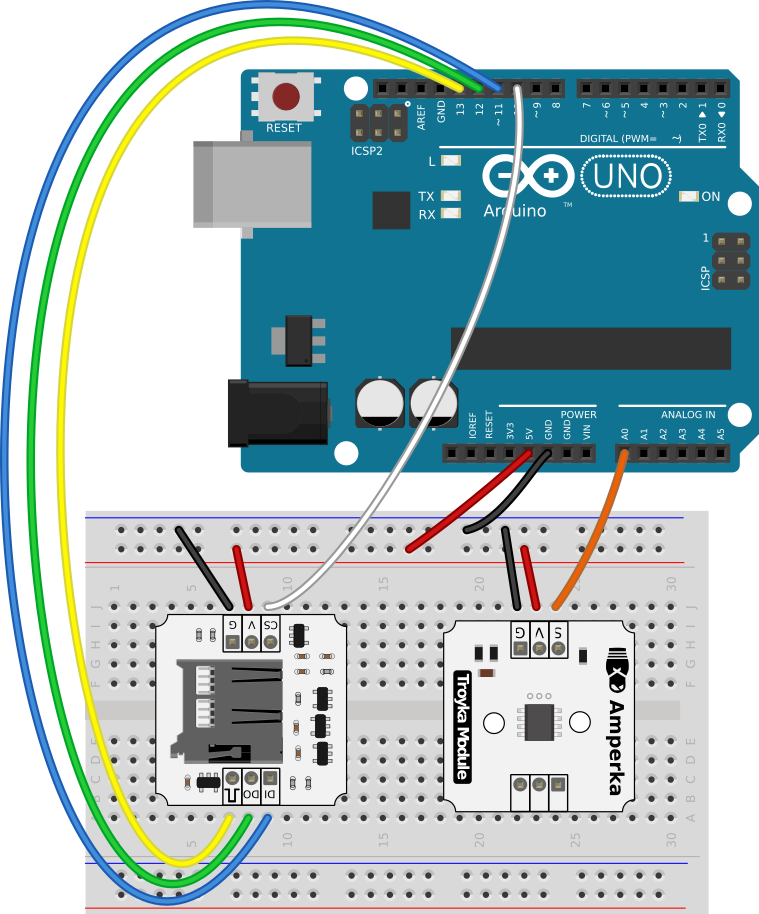 RESET
ICSP2
AREF
GND
13
12
~11
~9
8
7
~6
~5
4
~3
2
TX0 ▶ 1
RX0 ◀ 0
DIGITAL (PWM= ~)
L
TX
RX
Arduino
TM
UNO
ON
1
ICSP
POWER
ANALOG IN
IOREF
RESET
3V3
5V
GND
GND
VIN
A0
A1
A2
A3
A4
A5
1
5
10
15
20
25
30
J
I
H
G
F
E
D
C
B
A
J
I
H
G
F
E
D
C
B
A
G
V
CS
DO
DI
G
V
S
Troyka Module
Amperka
5
10
15
20
25
30